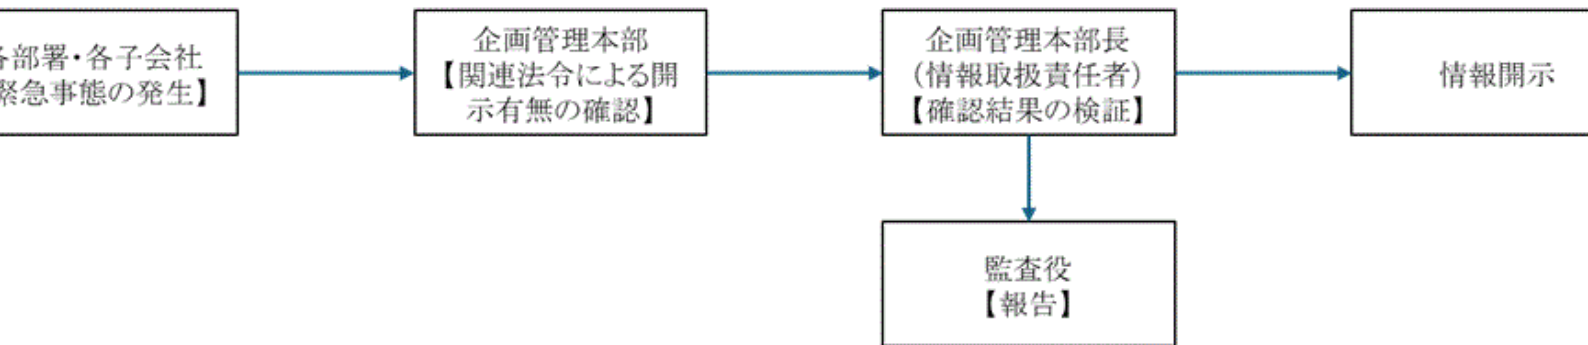 各部署・各子会社
緊急事態の発生】
企画管理本部
【関連法令による開
示有無の確認】
企画管理本部長
（情報取扱責任者）
【確認結果の検証】
情報開示
監査役
【報告】